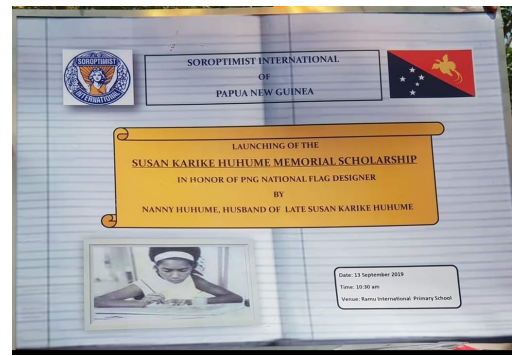 SOROPTIMIST
INTERNATIONAL
SOROPTIMIST INTERNATIONAL
OF
PAPUA NEW GUINEA
LAUNCHING OF THE
SUSAN KARIKE HUHUME MEMORIAL SCHOLARSHIP
IN HONOR OF PNG NATIONAL FLAG DESIGNER
BY
NANNY HUHUME, HUSBAND OF LATE SUSAN KARIKE HUHUME
Date: 13 September 2019
Time: 10:30 am
Venue: Ramu International Primary School